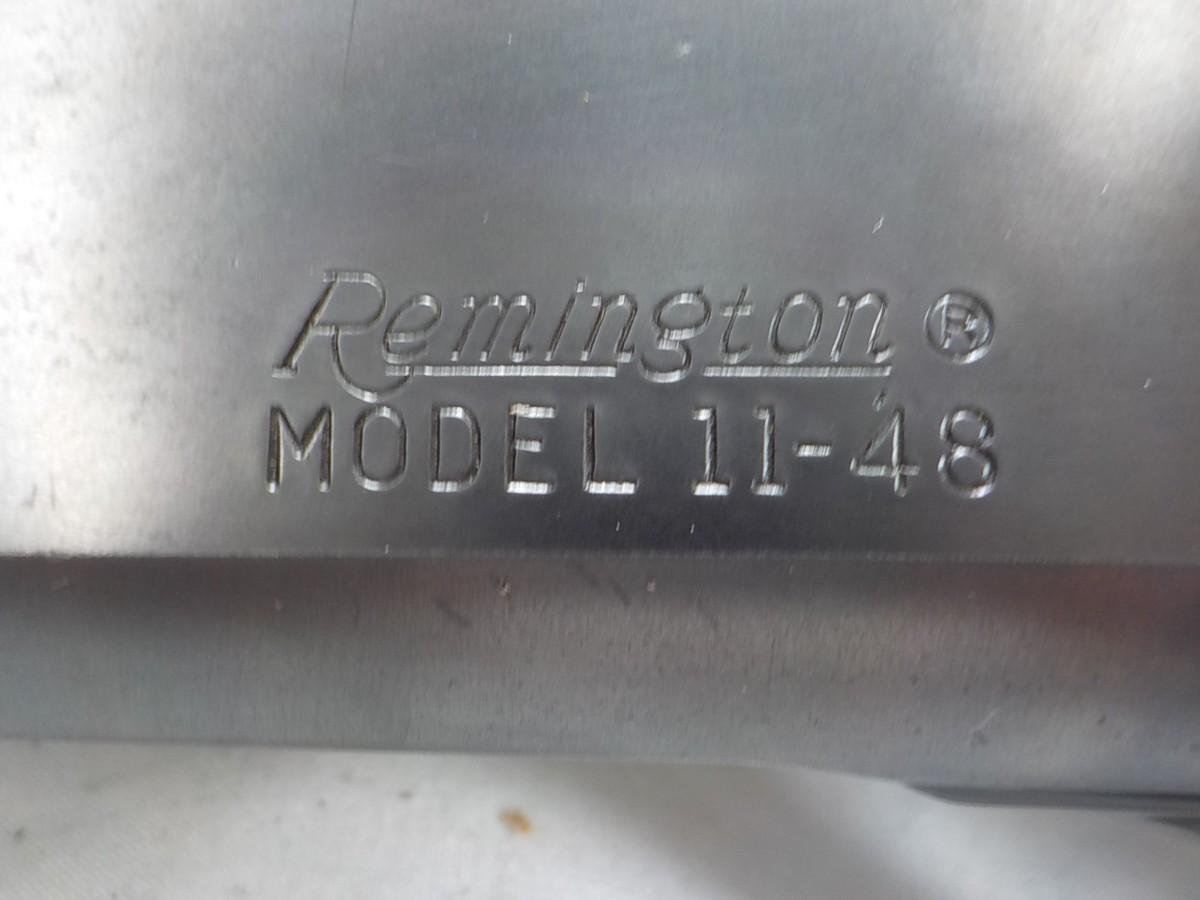 Remington ®
MODEL 11-48